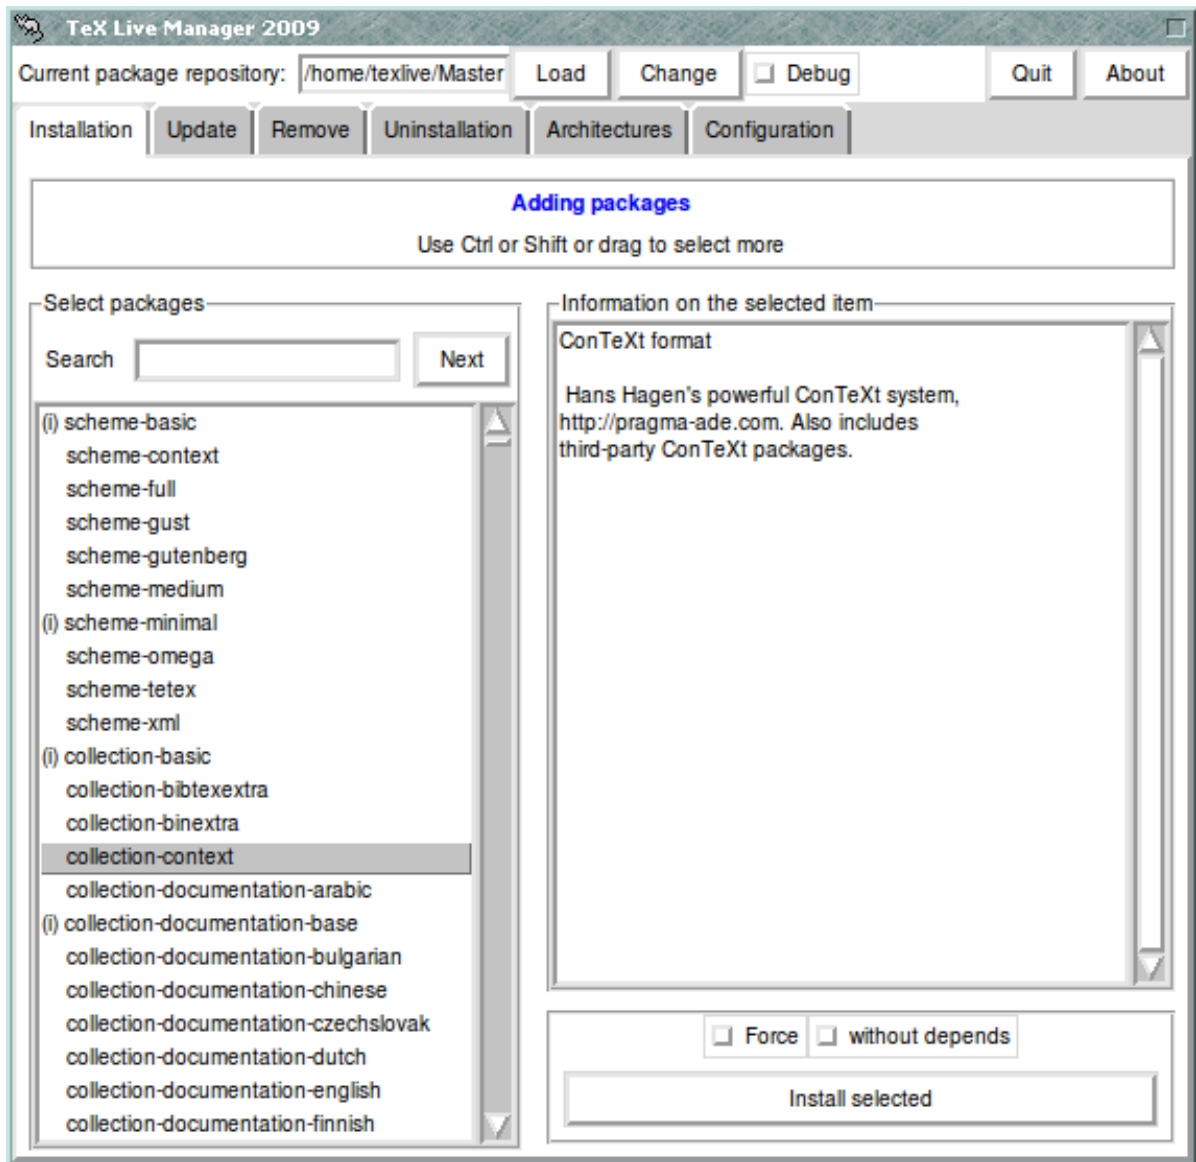 TeX Live Manager 2009
Current package repository: /home/texlive/Master Load Change Debug Quit About
Installation Update Remove Uninstallation Architectures Configuration
Adding packages
Use Ctrl or Shift or drag to select more
Select packages
Search Next
(i) scheme-basic
scheme-context
scheme-full
scheme-gust
scheme-gutenberg
scheme-medium
(i) scheme-minimal
scheme-omega
scheme-tetex
scheme-xml
(i) collection-basic
collection-bibtexextra
collection-binextra
collection-context
collection-documentation-arabic
(i) collection-documentation-base
collection-documentation-bulgarian
collection-documentation-chinese
collection-documentation-czechslovak
collection-documentation-dutch
collection-documentation-english
collection-documentation-finnish
Information on the selected item
ConTeXt format
Hans Hagen's powerful ConTeXt system,
http://pragma-ade.com. Also includes
third-party ConTeXt packages.
Force without depends
Install selected